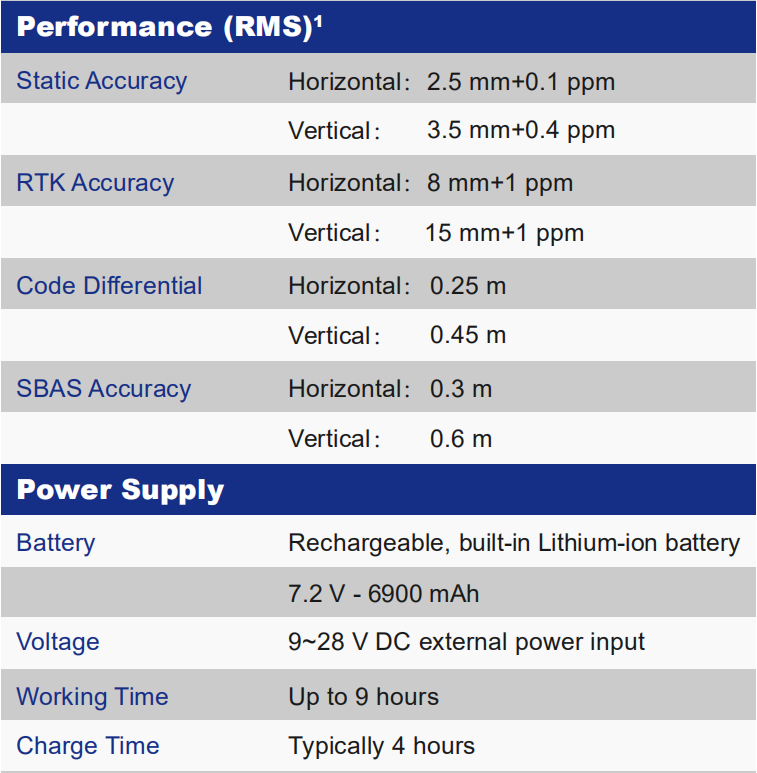 Performance (RMS)¹
Static Accuracy Horizontal: 2.5 mm+0.1 ppm
Vertical: 3.5 mm+0.4 ppm
RTK Accuracy Horizontal: 8 mm+1 ppm
Vertical: 15 mm+1 ppm
Code Differential Horizontal: 0.25 m
Vertical: 0.45 m
SBAS Accuracy Horizontal: 0.3 m
Vertical: 0.6 m
Power Supply
Battery Rechargeable, built-in Lithium-ion battery
7.2 V - 6900 mAh
Voltage 9~28 V DC external power input
Working Time Up to 9 hours
Charge Time Typically 4 hours